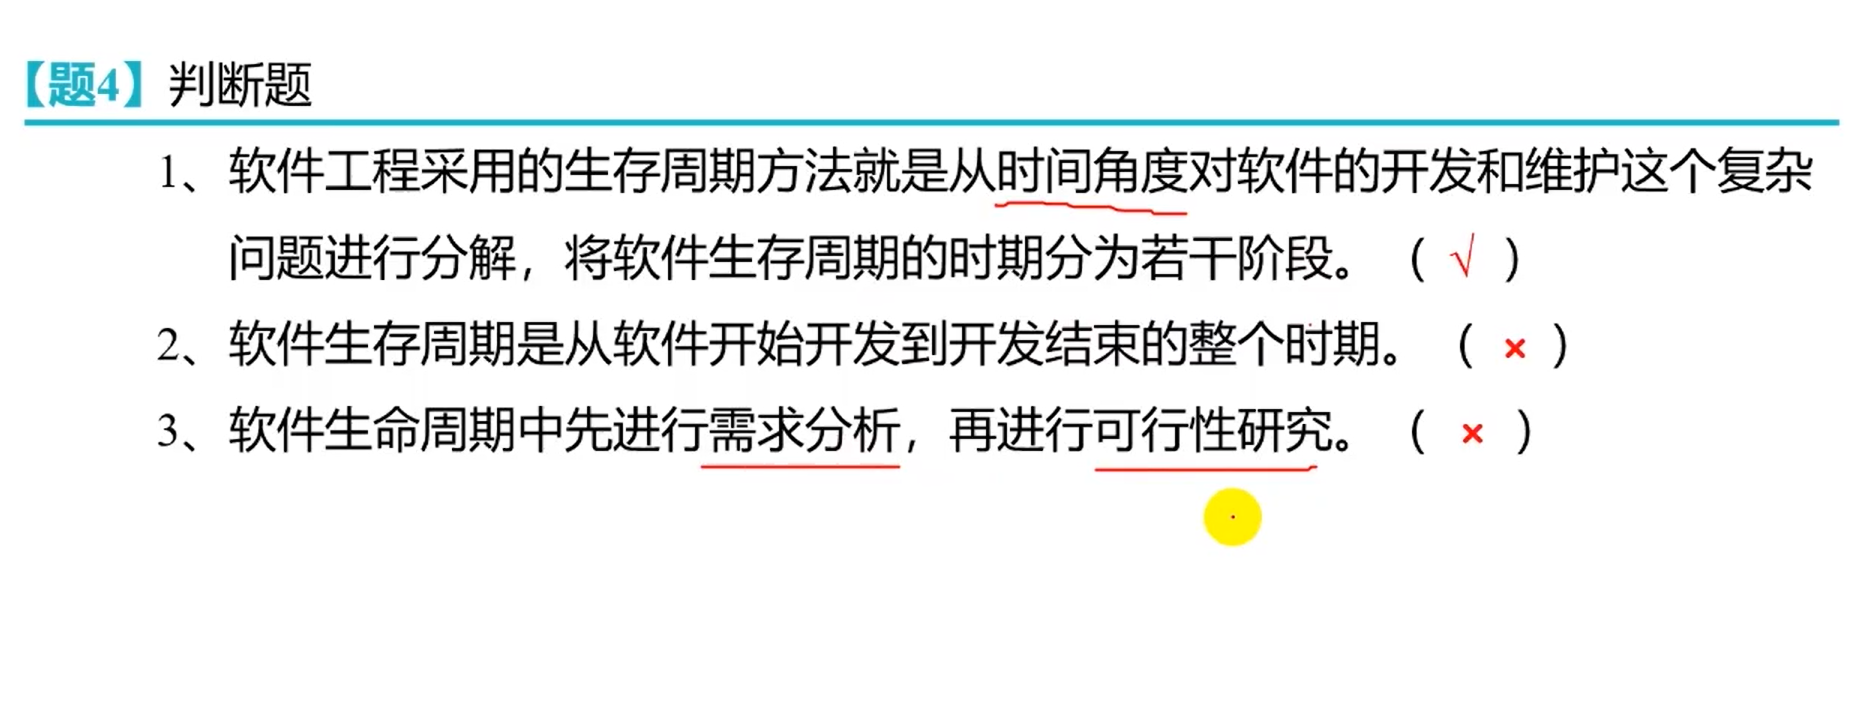 【题4】判断题
1、软件工程采用的生存周期方法就是从时间角度对软件的开发和维护这个复杂
问题进行分解，将软件生存周期的时期分为若干阶段。（ √ ）
2、软件生存周期是从软件开始开发到开发结束的整个时期。（ × ）
3、软件生命周期中先进行需求分析，再进行可行性研究。（ × ）